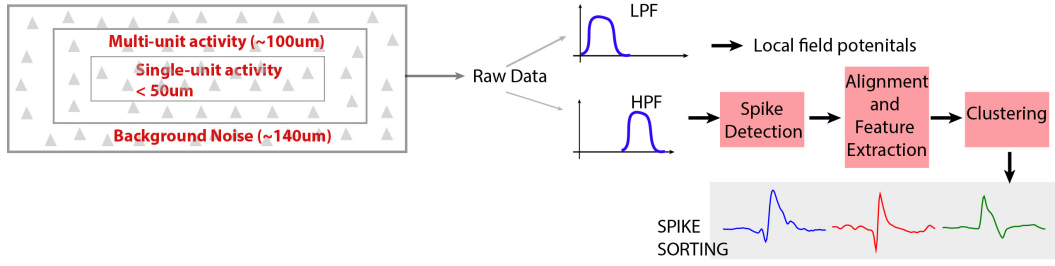 Multi-unit activity (~100um)
Single-unit activity
< 50um
Background Noise (~140um)
Raw Data
LPF
Local field potenitals
HPF
Spike
Detection
Alignment
and
Feature
Extraction
Clustering
SPIKE
SORTING